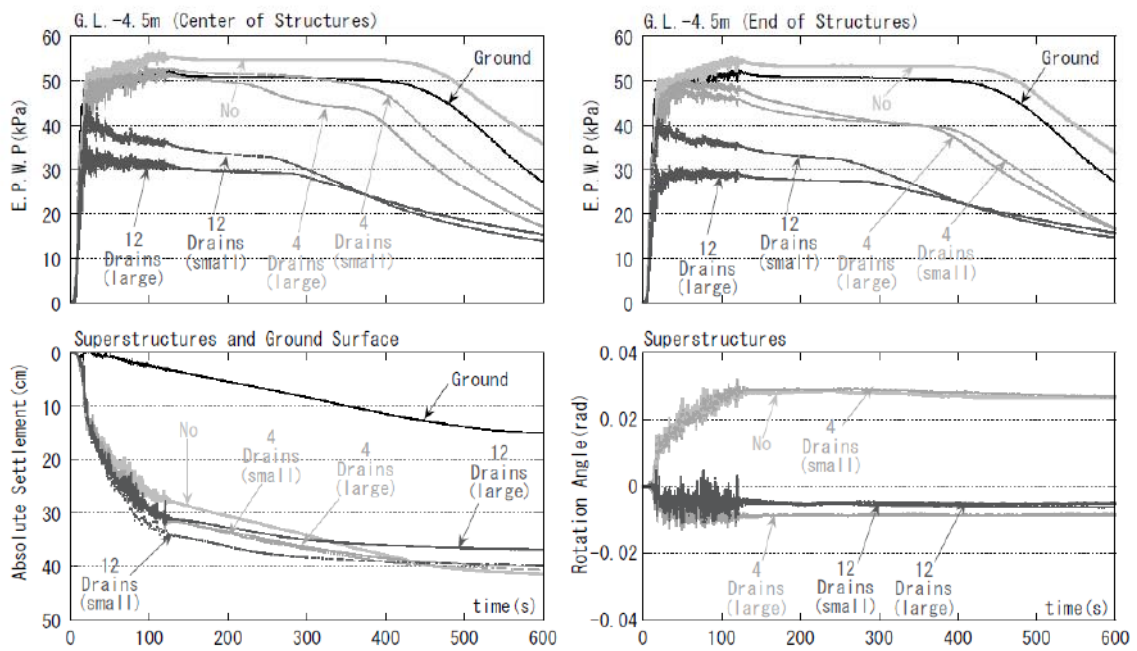 G.L.-4.5m (Center of Structures)
E.P.W.P(kPa)
60
50
40
30
20
10
0
Ground
No
12
Drains
(large)
12
Drains
(small)
4
Drains
(large)
4
Drains
(small)
G.L.-4.5m (End of Structures)
E.P.W.P(kPa)
60
50
40
30
20
10
0
Ground
No
12
Drains
(large)
12
Drains
(small)
4
Drains
(large)
4
Drains
(small)
Superstructures and Ground Surface
Absolute Settlement(cm)
0
10
20
30
40
50
Ground
No
4
Drains
(small)
4
Drains
(large)
12
Drains
(large)
12
Drains
(small)
time(s)
0 100 200 300 400 500 600
Superstructures
Rotation Angle(rad)
0.04
0.02
0
-0.02
-0.04
No
4
Drains
(small)
4
Drains
(large)
12
Drains
(small)
12
Drains
(large)
time(s)
0 100 200 300 400 500 600